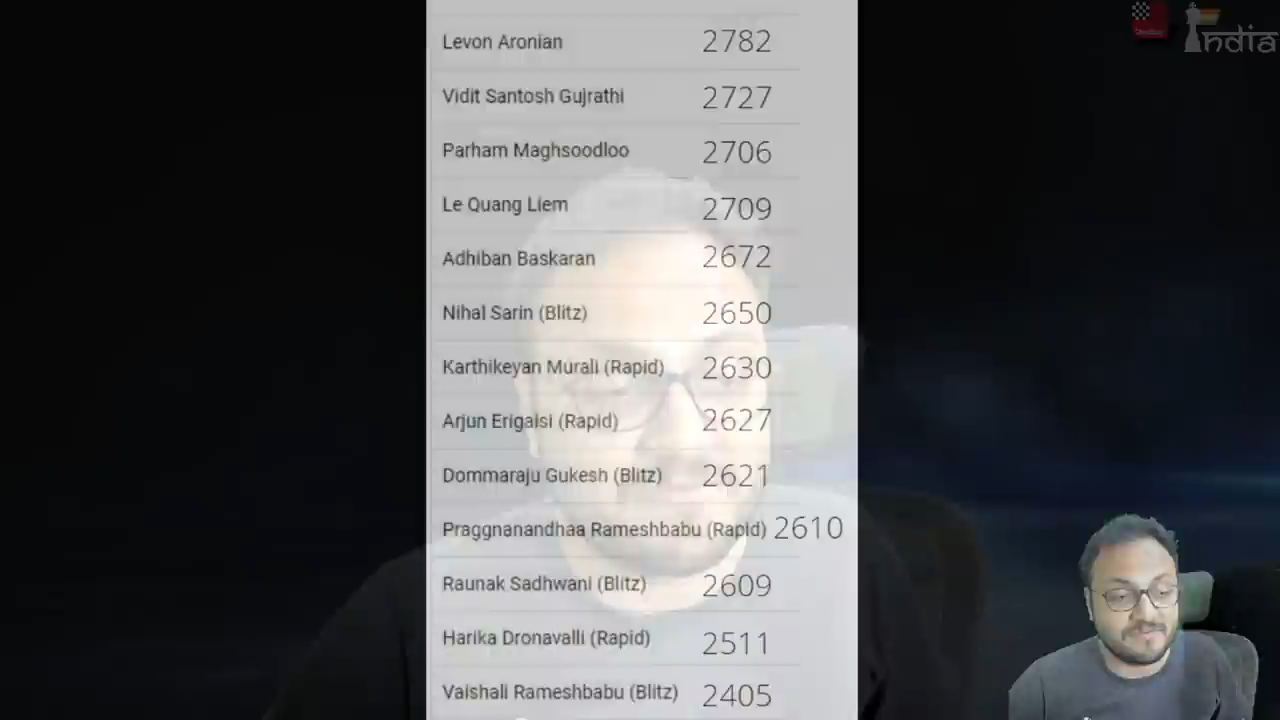 Levon Aronian 2782
Vidit Santosh Gujrathi 2727
Parham Maghsoodloo 2706
Le Quang Liem 2709
Adhiban Baskaran 2672
Nihal Sarin (Blitz) 2650
Karthikeyan Murali (Rapid) 2630
Arjun Erigaisi (Rapid) 2627
Dommaraju Gukesh (Blitz) 2621
Praggnanandhaa Rameshbabu (Rapid) 2610
Raunak Sadhwani (Blitz) 2609
Harika Dronavalli (Rapid) 2511
Vaishali Rameshbabu (Blitz) 2405
India